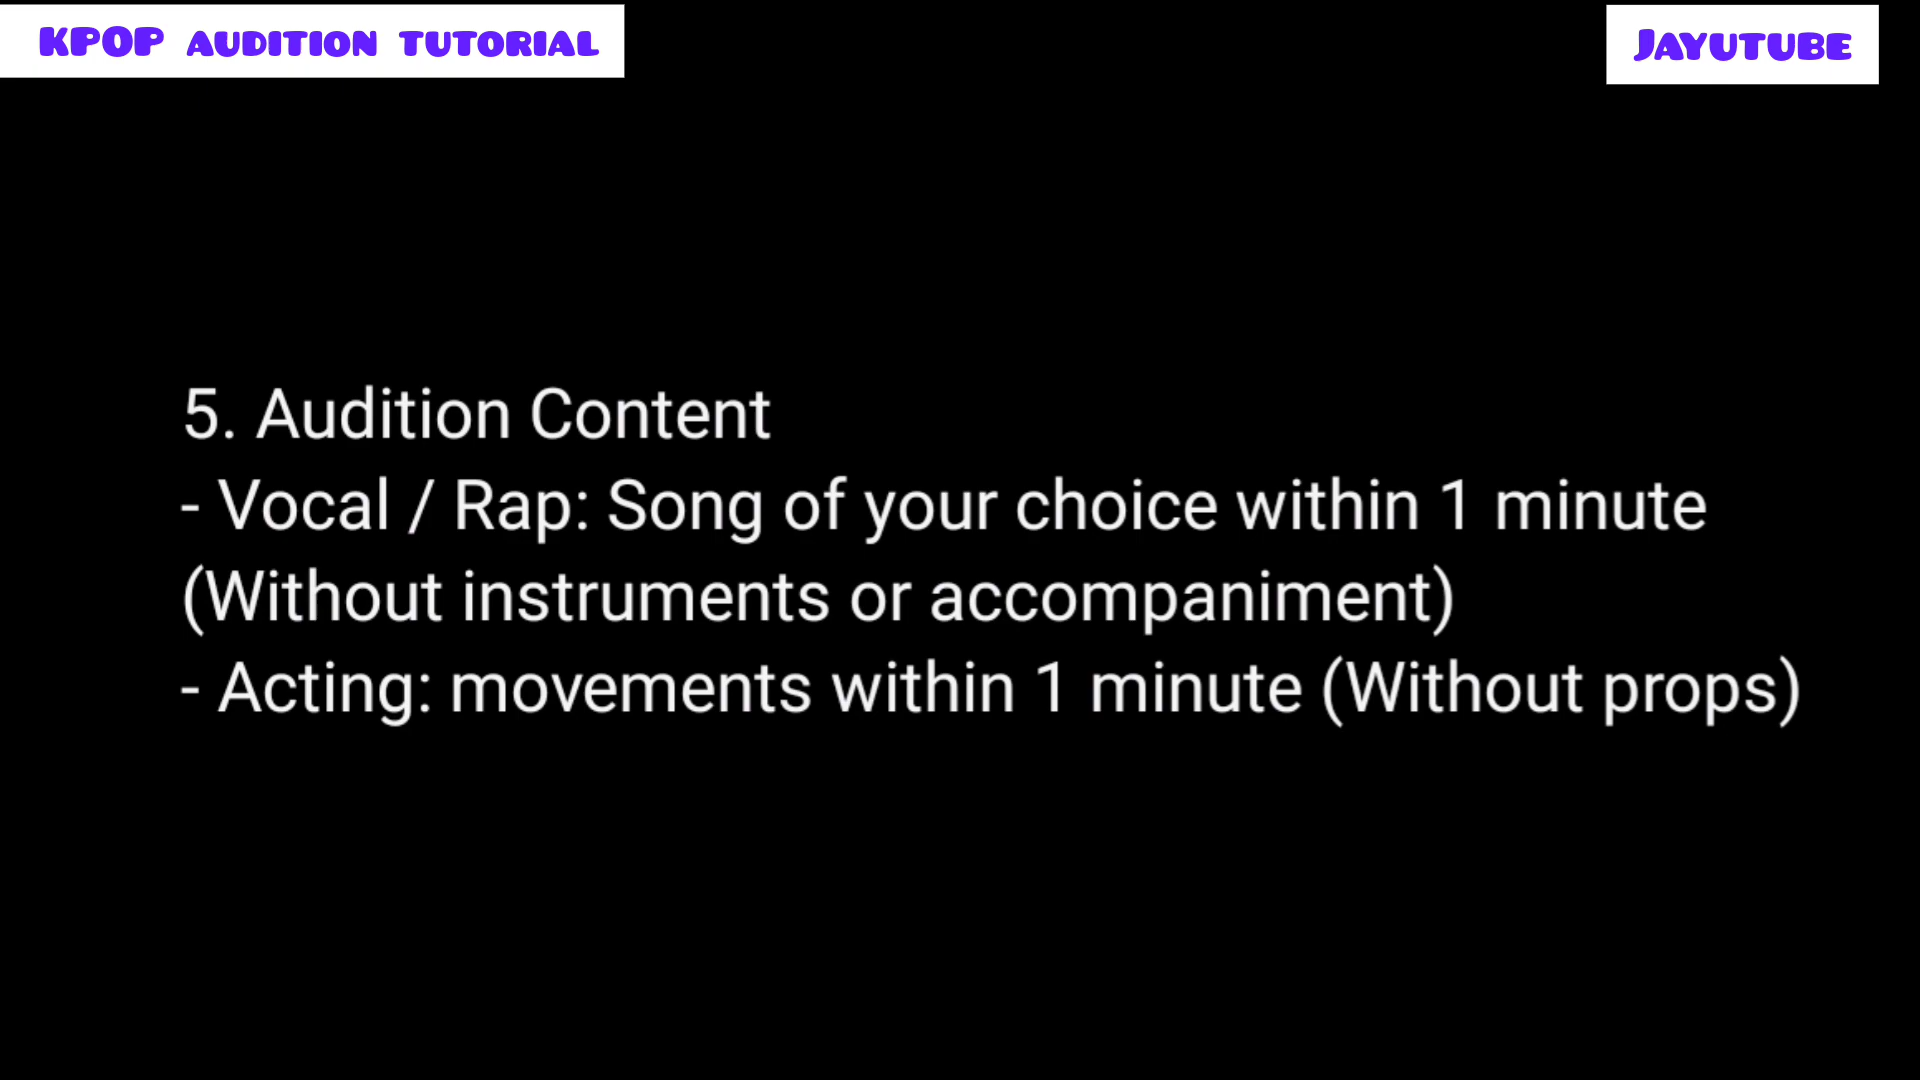 KPOP AUDITION TUTORIAL
JAYUTUBE
5. Audition Content
- Vocal / Rap: Song of your choice within 1 minute
(Without instruments or accompaniment)
- Acting: movements within 1 minute (Without props)